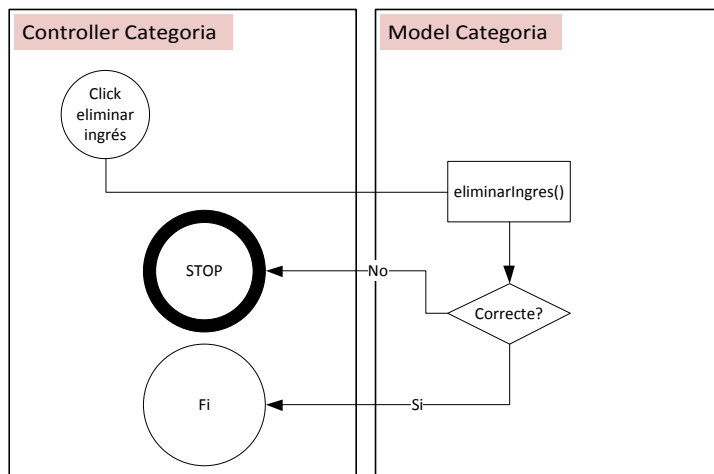 Controller Categoria
Model Categoria
Click
eliminar
ingrés
eliminarIngres()
STOP
No
Correcte?
Fi
Si